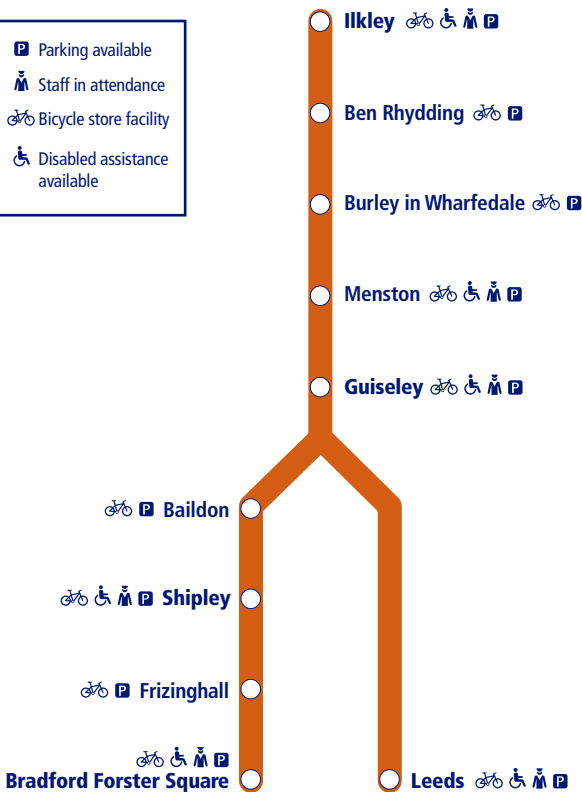 P Parking available
Staff in attendance
Bicycle store facility
Disabled assistance
available
Ilkley P
Ben Rhydding P
Burley in Wharfedale P
Menston P
Guiseley P
P Baildon
P Shipley
P Frizinghall
P
Bradford Forster Square
Leeds P